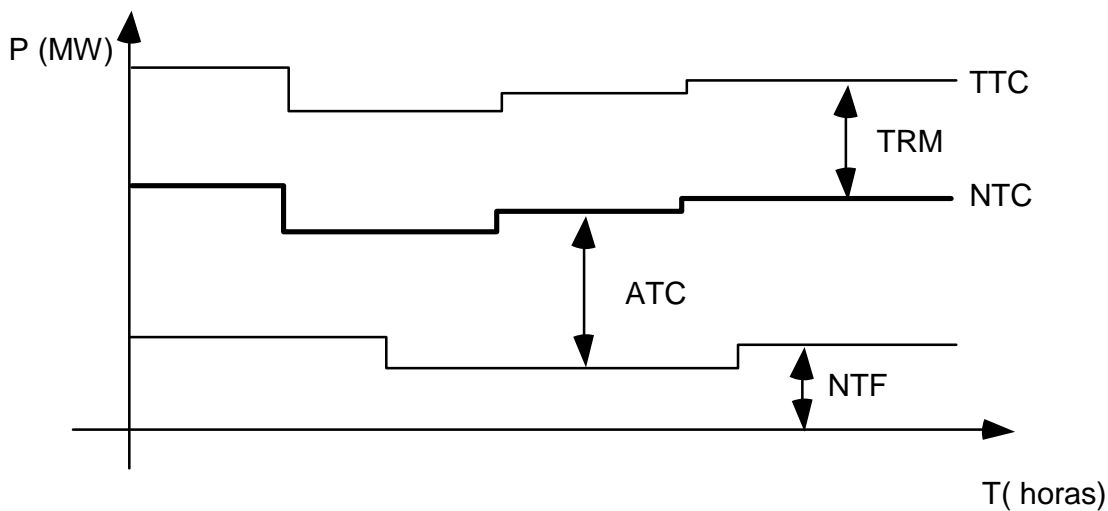 P (MW)
TTC
TRM
NTC
ATC
NTF
T( horas)